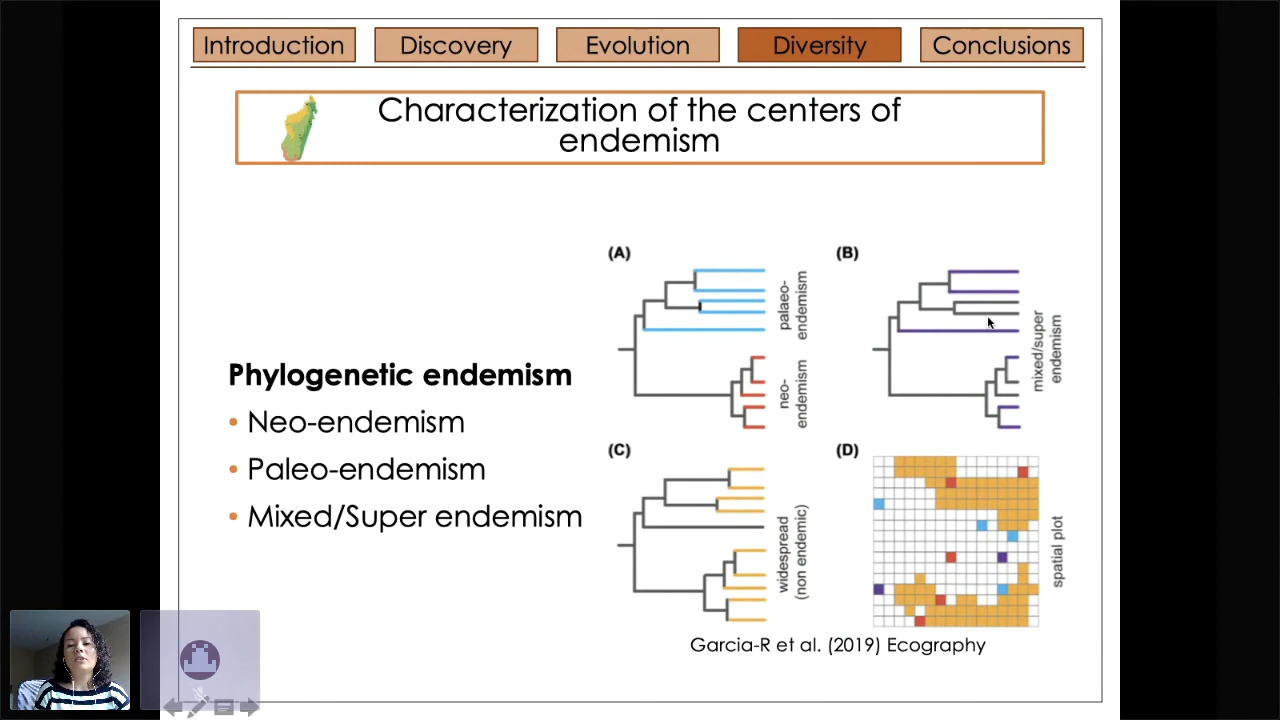 Introduction
Discovery
Evolution
Diversity
Conclusions
Characterization of the centers of
endemism
Phylogenetic endemism
• Neo-endemism
• Paleo-endemism
• Mixed/Super endemism
(A)
palaeo-
endemism
neo-
endemism
(B)
mixed/super
endemism
(C)
widespread
(non endemic)
(D)
spatial plot
Garcia-R et al. (2019) Ecography